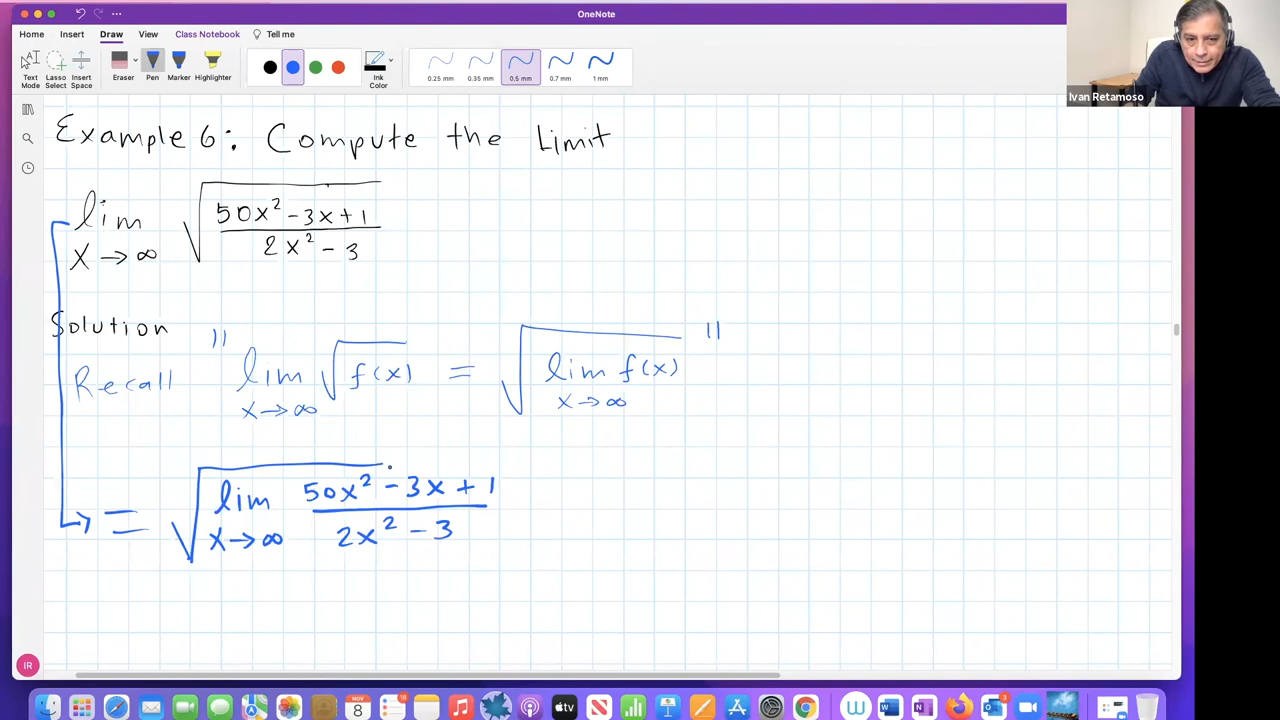 OneNote
Home Insert Draw View Class Notebook Tell me
Text Mode Lasso Select Insert Space Eraser Pen Marker Highlighter Ink Color 0.25 mm 0.35 mm 0.5 mm 0.7 mm 1 mm
Ivan Retamoso
Example 6: Compute the Limit
lim x→∞ √((50x² - 3x + 1)/(2x² - 3))
Solution
Recall " lim x→∞ √f(x) = √(lim x→∞ f(x)) "
= √(lim x→∞ (50x² - 3x + 1)/(2x² - 3))
IR
NOV 8